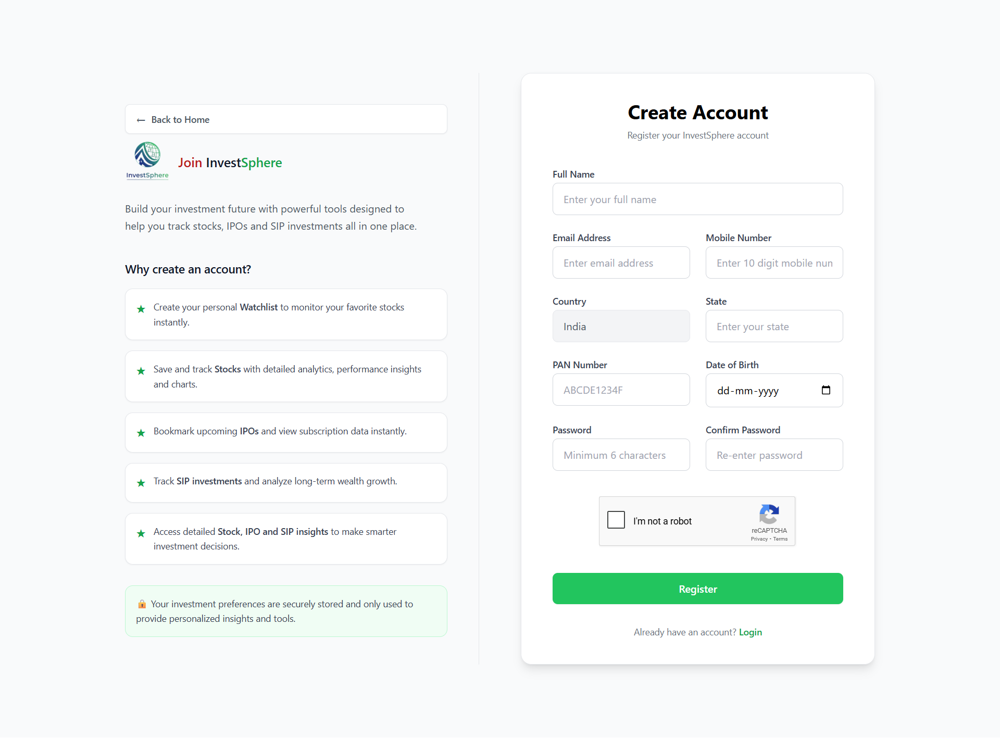 ← Back to Home
InvestSphere
Join InvestSphere
Build your investment future with powerful tools designed to
help you track stocks, IPOs and SIP investments all in one place.
Why create an account?
★ Create your personal Watchlist to monitor your favorite stocks
instantly.
★ Save and track Stocks with detailed analytics, performance insights
and charts.
★ Bookmark upcoming IPOs and view subscription data instantly.
★ Track SIP investments and analyze long-term wealth growth.
★ Access detailed Stock, IPO and SIP insights to make smarter
investment decisions.
🔒 Your investment preferences are securely stored and only used to
provide personalized insights and tools.
Create Account
Register your InvestSphere account
Full Name
Enter your full name
Email Address
Mobile Number
Enter email address
Enter 10 digit mobile nun
Country
State
India
Enter your state
PAN Number
Date of Birth
ABCDE1234F
dd-mm-yyyy
Password
Confirm Password
Minimum 6 characters
Re-enter password
I'm not a robot
reCAPTCHA
Privacy - Terms
Register
Already have an account? Login